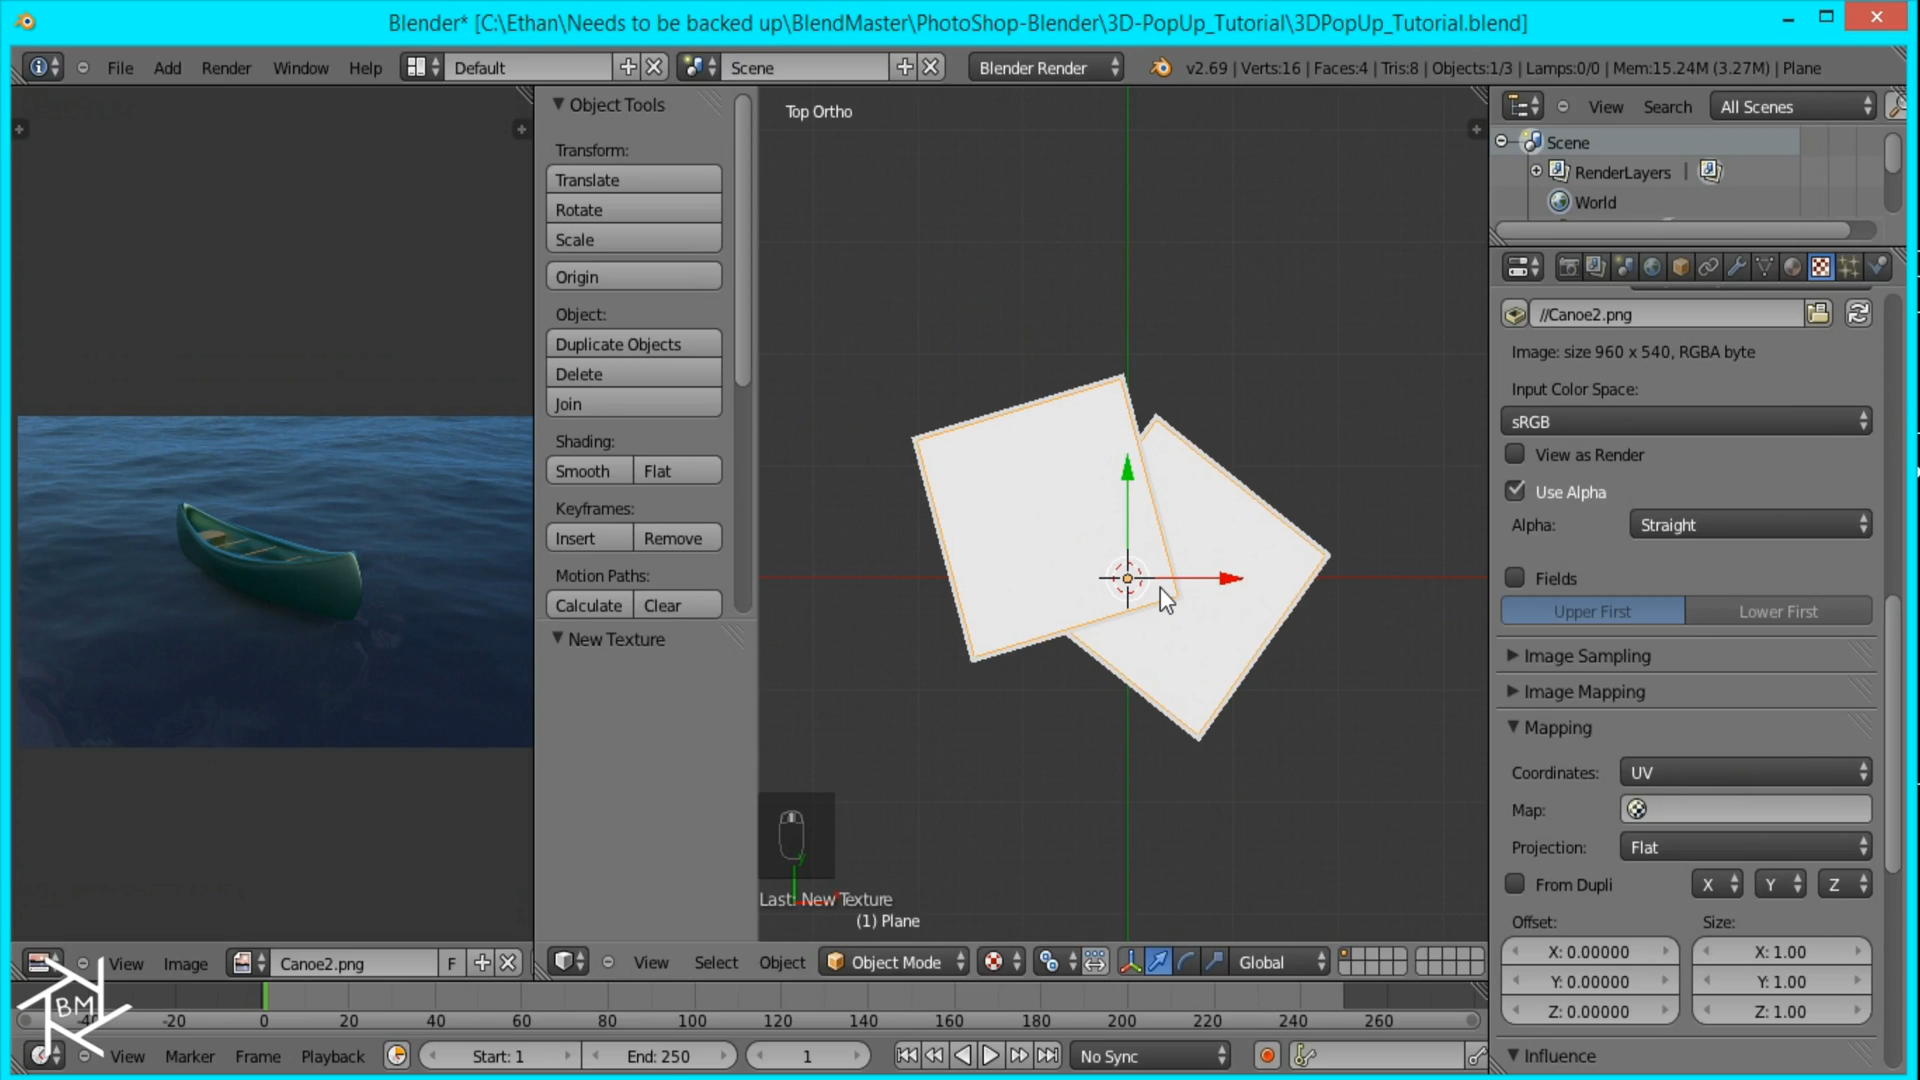 Blender* [C:\Ethan\Needs to be backed up\BlendMaster\PhotoShop-Blender\3D-PopUp_Tutorial\3DPopUp_Tutorial.blend]
File Add Render Window Help Default Scene Blender Render v2.69 | Verts:16 | Faces:4 | Tris:8 | Objects:1/3 | Lamps:0/0 | Mem:15.24M (3.27M) | Plane
Object Tools
Transform:
Translate
Rotate
Scale
Origin
Object:
Duplicate Objects
Delete
Join
Shading:
Smooth Flat
Keyframes:
Insert Remove
Motion Paths:
Calculate Clear
New Texture
Top Ortho
Last: New Texture
(1) Plane
View Search All Scenes
Scene
RenderLayers |
World
//Canoe2.png
Image: size 960 x 540, RGBA byte
Input Color Space:
sRGB
View as Render
Use Alpha
Alpha: Straight
Fields
Upper First Lower First
Image Sampling
Image Mapping
Mapping
Coordinates: UV
Map:
Projection: Flat
From Dupli X Y Z
Offset: Size:
X: 0.00000 X: 1.00
Y: 0.00000 Y: 1.00
Z: 0.00000 Z: 1.00
Influence
View Image Canoe2.png F
View Select Object Object Mode Global
BM
-40 -20 0 20 40 60 80 100 120 140 160 180 200 220 240 260
View Marker Frame Playback Start: 1 End: 250 1 No Sync